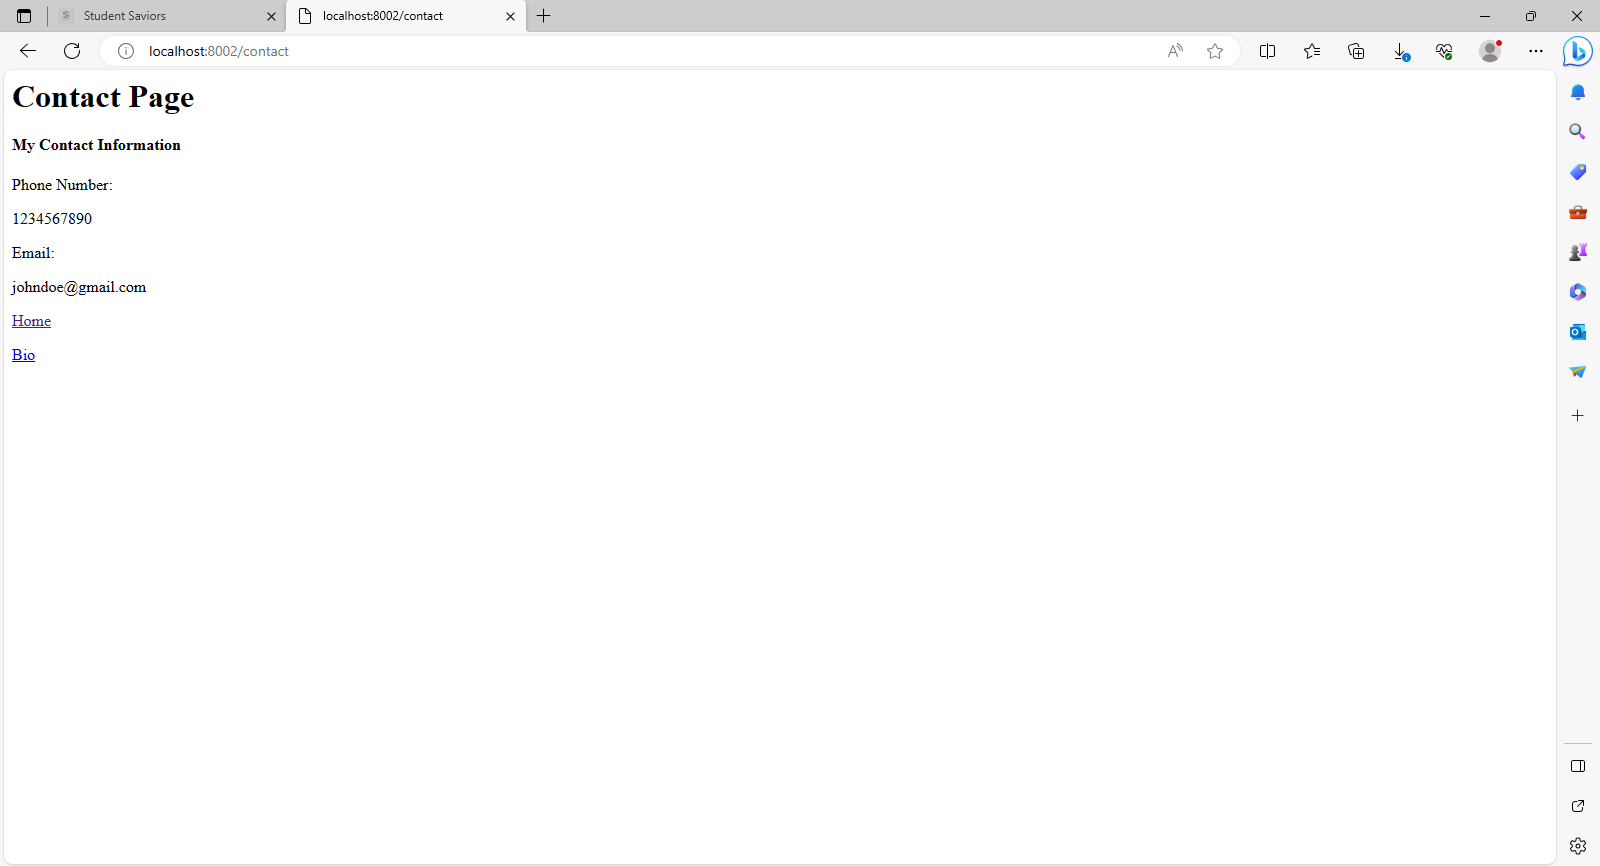 Student Saviors
localhost:8002/contact
localhost:8002/contact
Contact Page
My Contact Information
Phone Number:
1234567890
Email:
johndoe@gmail.com
Home
Bio